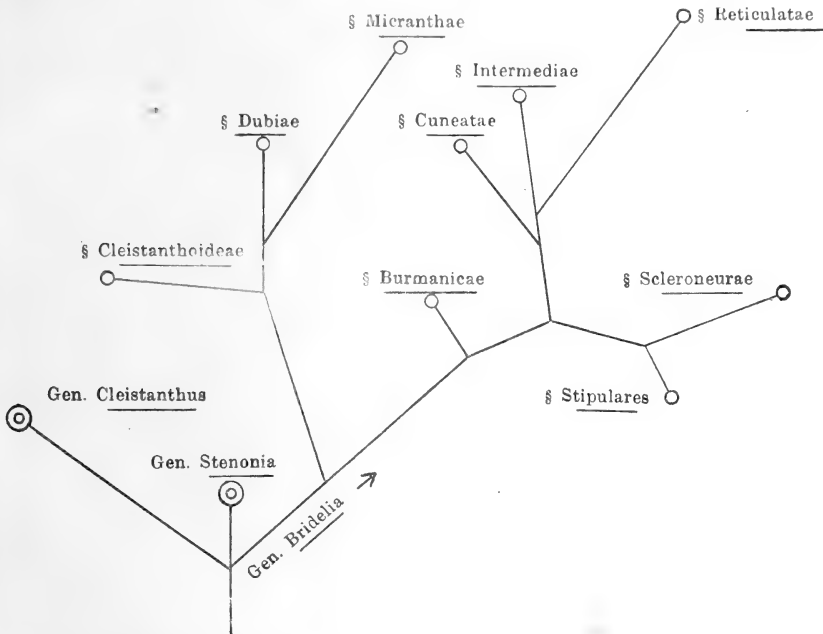 § Reticulatae
§ Micranthae
§ Intermediae
§ Dubiae
§ Cuneatae
§ Cleistanthoideae
§ Burmanicae
§ Scleroneurae
Gen. Cleistanthus
§ Stipulares
Gen. Stenonia
Gen. Bridelia